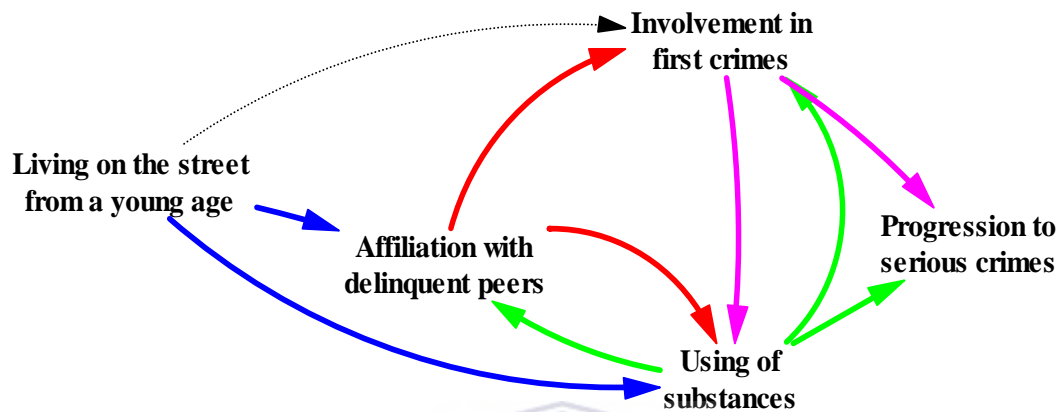 Involvement in
first crimes
Living on the street
from a young age
Affiliation with
delinquent peers
Progression to
serious crimes
Using of
substances